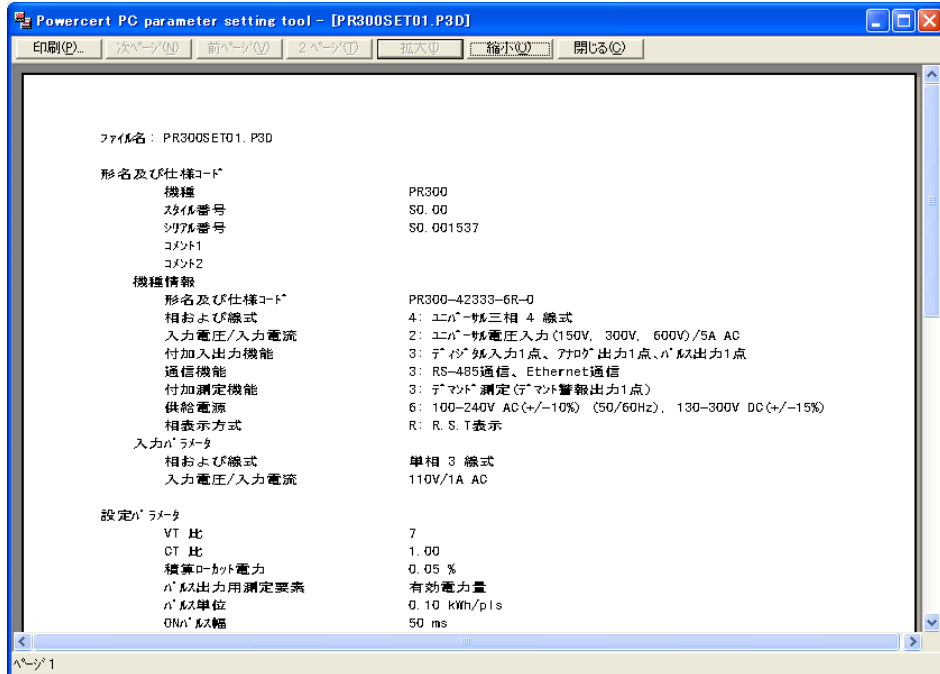 Powercert PC parameter setting tool - [PR300SET01.P3D]
印刷(P)... 次ページ(N) 前ページ(V) 2 ページ(T) 拡大(I) 縮小(O) 閉じる(C)
ファイル名: PR300SET01.P3D
形名及び仕様コード
機種 PR300
スタイル番号 S0.00
シリアル番号 S0.001537
コメント1
コメント2
機種情報
形名及び仕様コード PR300-42333-6R-0
相および線式 4: ユニバーサル三相 4 線式
入力電圧/入力電流 2: ユニバーサル電圧入力(150V, 300V, 600V)/5A AC
付加入出力機能 3: ディジタル入力1点、アナログ出力1点、パルス出力1点
通信機能 3: RS-485通信、Ethernet通信
付加測定機能 3: デマンド測定(デマンド警報出力1点)
供給電源 6: 100-240V AC(+/-10%) (50/60Hz), 130-300V DC(+/-15%)
相表示方式 R: R.S.T表示
入力パラメータ
相および線式 単相 3 線式
入力電圧/入力電流 110V/1A AC
設定パラメータ
VT 比 7
CT 比 1.00
積算ローカット電力 0.05 %
パルス出力用測定要素 有効電力量
パルス単位 0.10 kWh/pls
ONパルス幅 50 ms
ページ 1